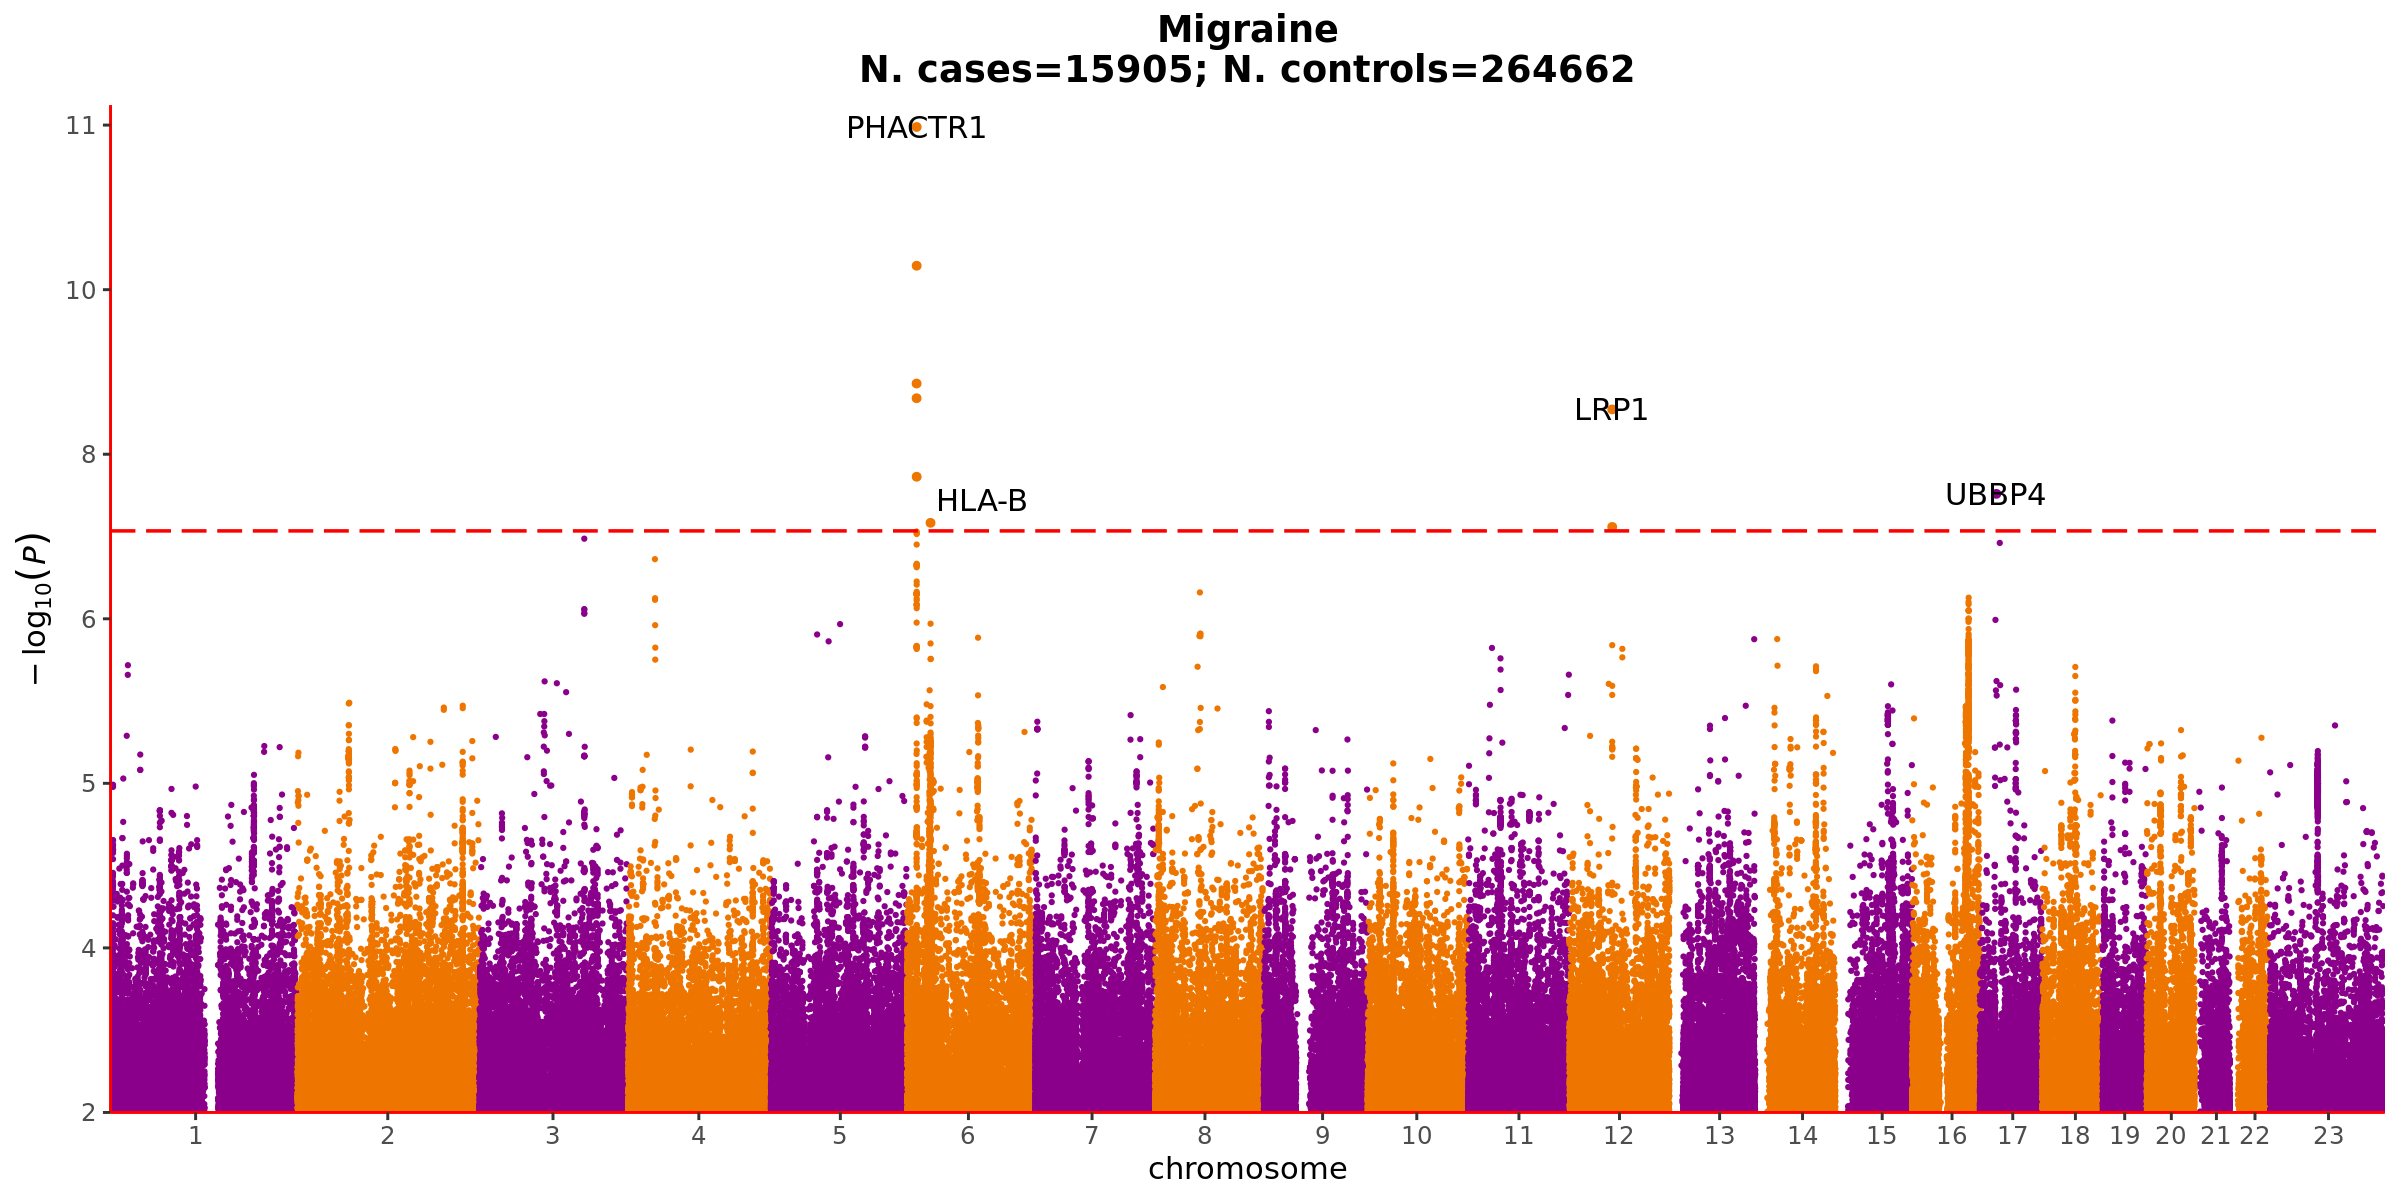 Migraine
N. cases=15905; N. controls=264662
11
PHACTR1
10
LRP1
8
HLA-B
UBBP4
−log10(P)
6
5
4
2
1 2 3 4 5 6 7 8 9 10 11 12 13 14 15 16 17 18 19 20 21 22 23
chromosome